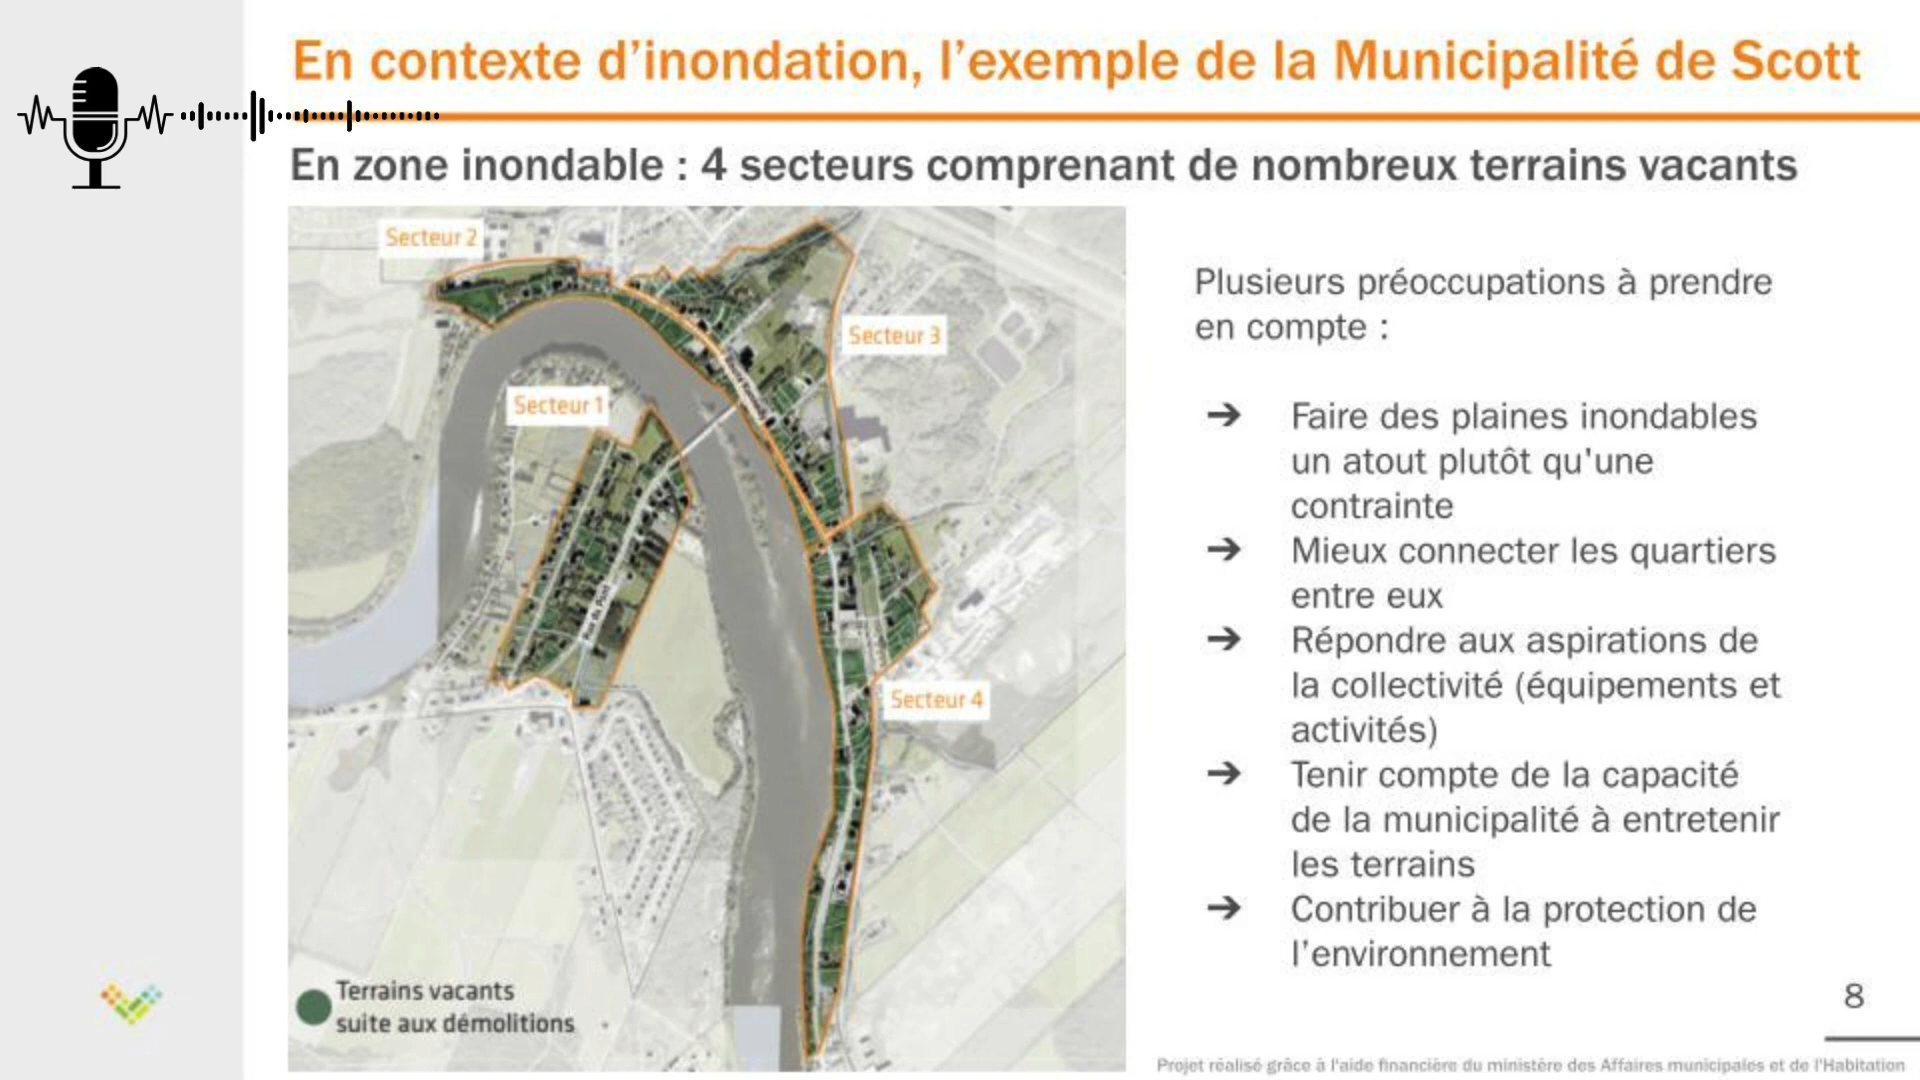 En contexte d’inondation, l’exemple de la Municipalité de Scott
En zone inondable : 4 secteurs comprenant de nombreux terrains vacants
Secteur 2
Secteur 3
Secteur 1
Rue du Pont
Secteur 4
Terrains vacants
suite aux démolitions
Plusieurs préoccupations à prendre
en compte :
➔ Faire des plaines inondables
un atout plutôt qu'une
contrainte
➔ Mieux connecter les quartiers
entre eux
➔ Répondre aux aspirations de
la collectivité (équipements et
activités)
➔ Tenir compte de la capacité
de la municipalité à entretenir
les terrains
➔ Contribuer à la protection de
l’environnement
8
Projet réalisé grâce à l'aide financière du ministère des Affaires municipales et de l'Habitation